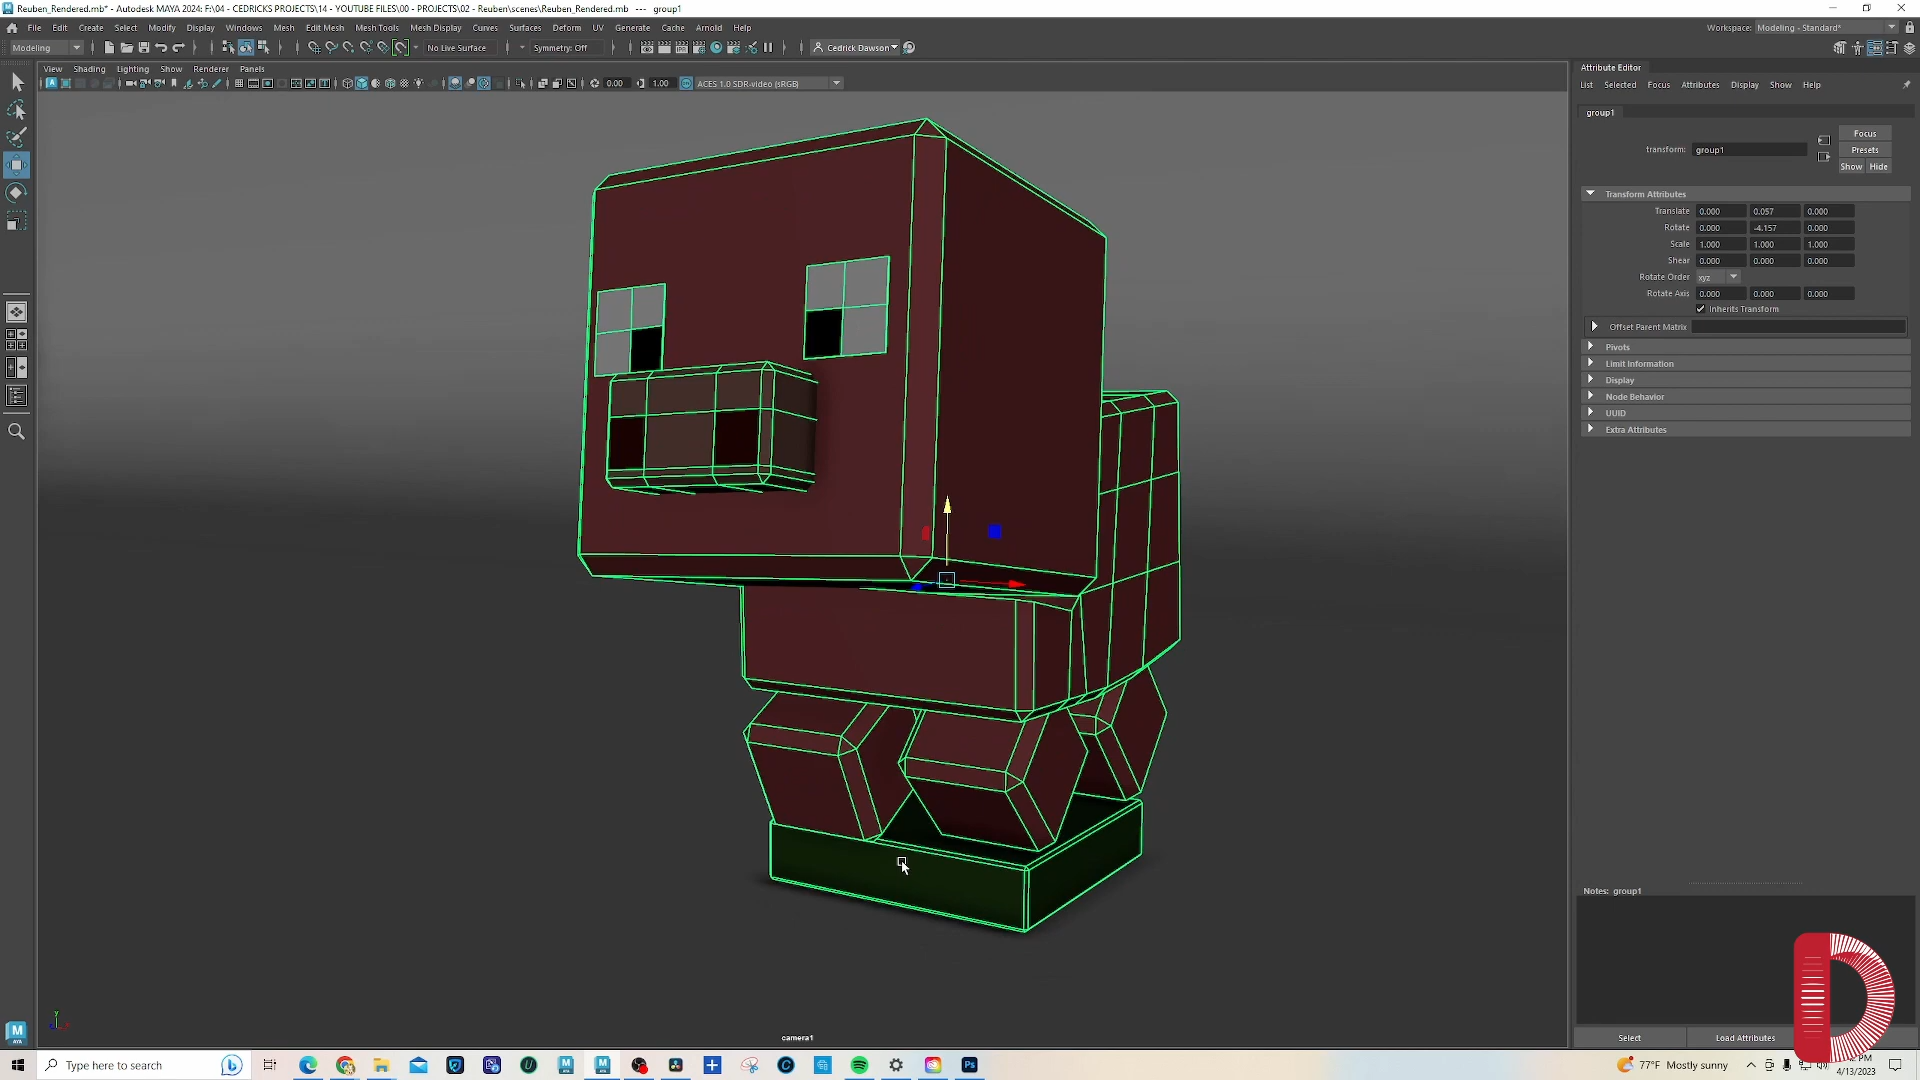 Reuben_Rendered.mb* - Autodesk MAYA 2024: F:\04 - CEDRICKS PROJECTS\14 - YOUTUBE FILES\00 - PROJECTS\02 - Reuben\scenes\Reuben_Rendered.mb --- group1
File Edit Create Select Modify Display Windows Mesh Edit Mesh Mesh Tools Mesh Display Curves Surfaces Deform UV Generate Cache Arnold Help
Workspace: Modeling - Standard*
Modeling No Live Surface Symmetry: Off Cedrick Dawson
View Shading Lighting Show Renderer Panels
0.00 1.00 ACES 1.0 SDR-video (sRGB)
Attribute Editor
List Selected Focus Attributes Display Show Help
group1
Focus
transform: group1
Presets
Show Hide
Transform Attributes
Translate 0.000 0.057 0.000
Rotate 0.000 -4.157 0.000
Scale 1.000 1.000 1.000
Shear 0.000 0.000 0.000
Rotate Order xyz
Rotate Axis 0.000 0.000 0.000
Inherits Transform
Offset Parent Matrix
Pivots
Limit Information
Display
Node Behavior
UUID
Extra Attributes
Notes: group1
camera1
Select Load Attributes
Type here to search
77°F Mostly sunny
PM
4/13/2023